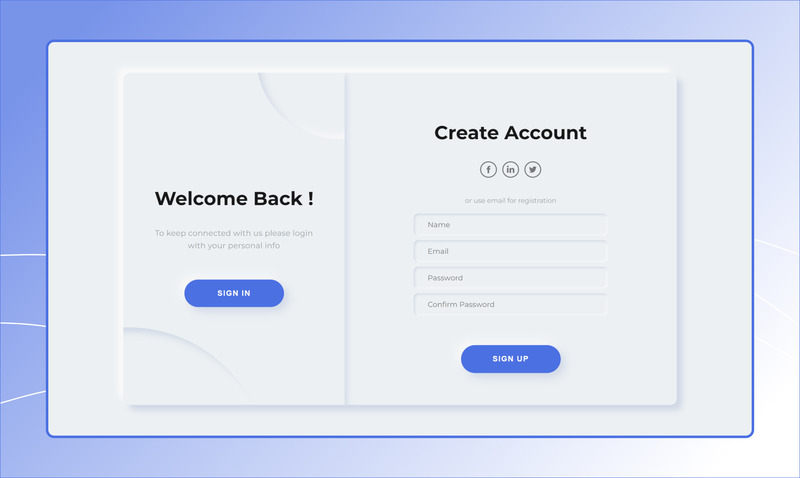 Welcome Back !
To keep connected with us please login
with your personal info
SIGN IN
Create Account
f
in
or use email for registration
Name
Email
Password
Confirm Password
SIGN UP